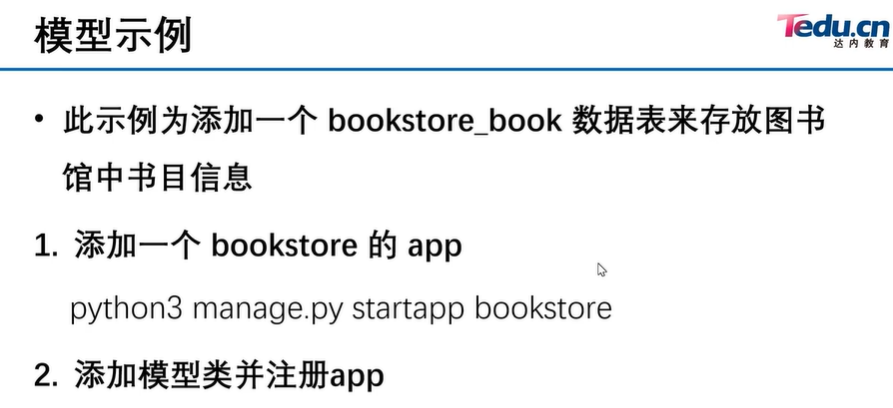 模型示例
Tedu.cn
达内教育
• 此示例为添加一个 bookstore_book 数据表来存放图书
馆中书目信息
1. 添加一个 bookstore 的 app
python3 manage.py startapp bookstore
2. 添加模型类并注册app